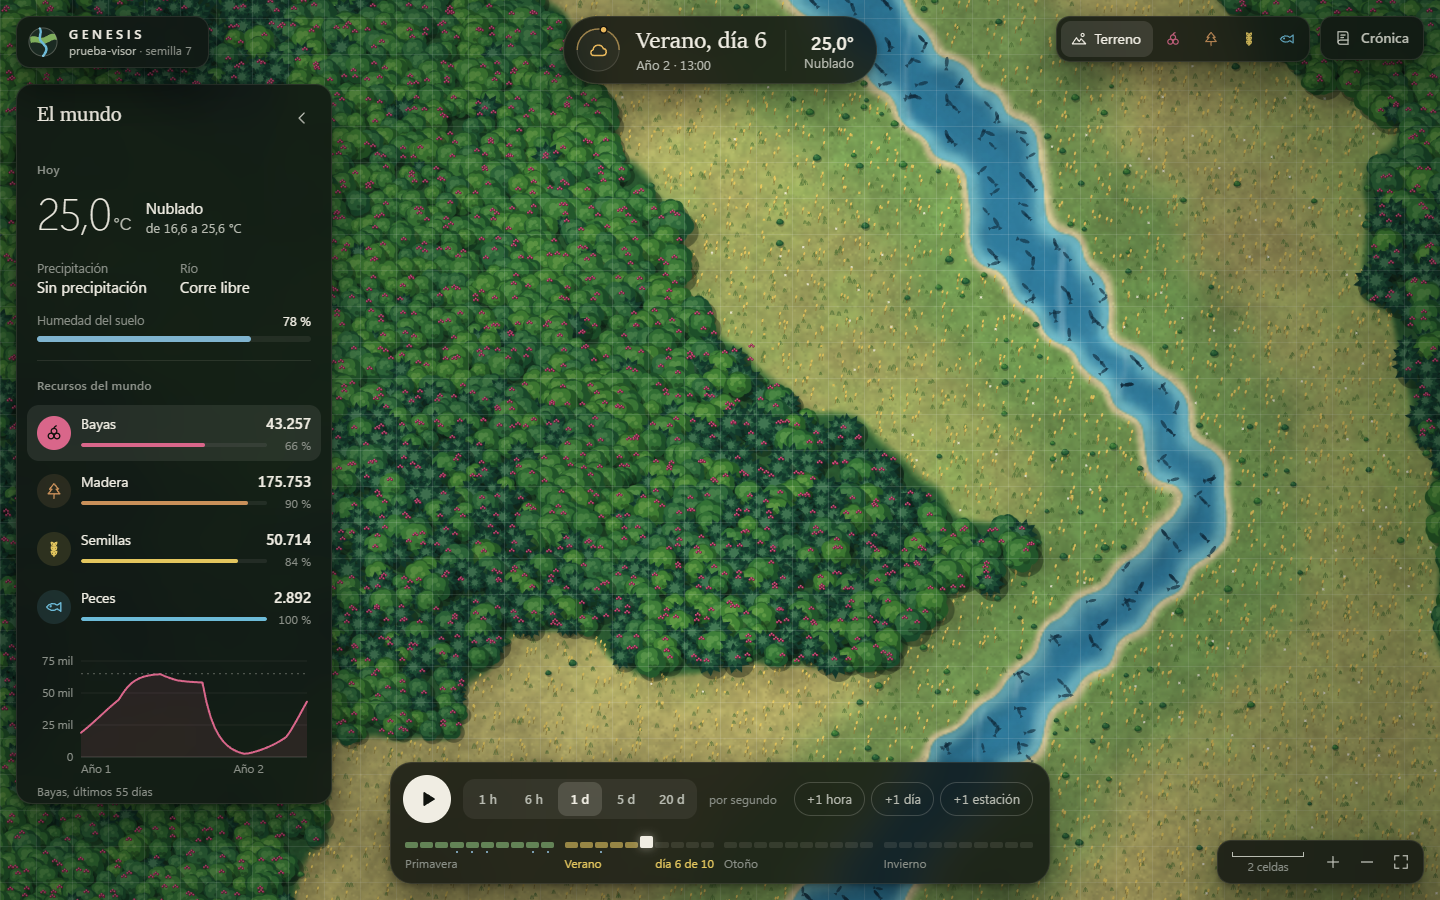 GENESIS
prueba-visor · semilla 7
Verano, día 6
Año 2 · 13:00
25,0°
Nublado
Terreno
Crónica
El mundo
Hoy
25,0 °C
Nublado
de 16,6 a 25,6 °C
Precipitación
Sin precipitación
Río
Corre libre
Humedad del suelo 78 %
Recursos del mundo
Bayas 43.257
66 %
Madera 175.753
90 %
Semillas 50.714
84 %
Peces 2.892
100 %
75 mil
50 mil
25 mil
0
Año 1 Año 2
Bayas, últimos 55 días
1 h 6 h 1 d 5 d 20 d por segundo +1 hora +1 día +1 estación
Primavera Verano día 6 de 10 Otoño Invierno
2 celdas